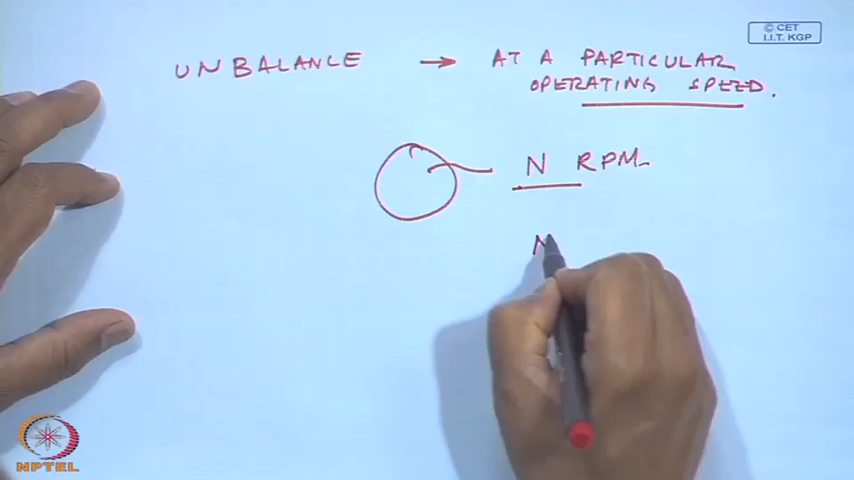 © CET
I.I.T. KGP
UNBALANCE → AT A PARTICULAR
OPERATING SPEED.
N RPM
N
NPTEL